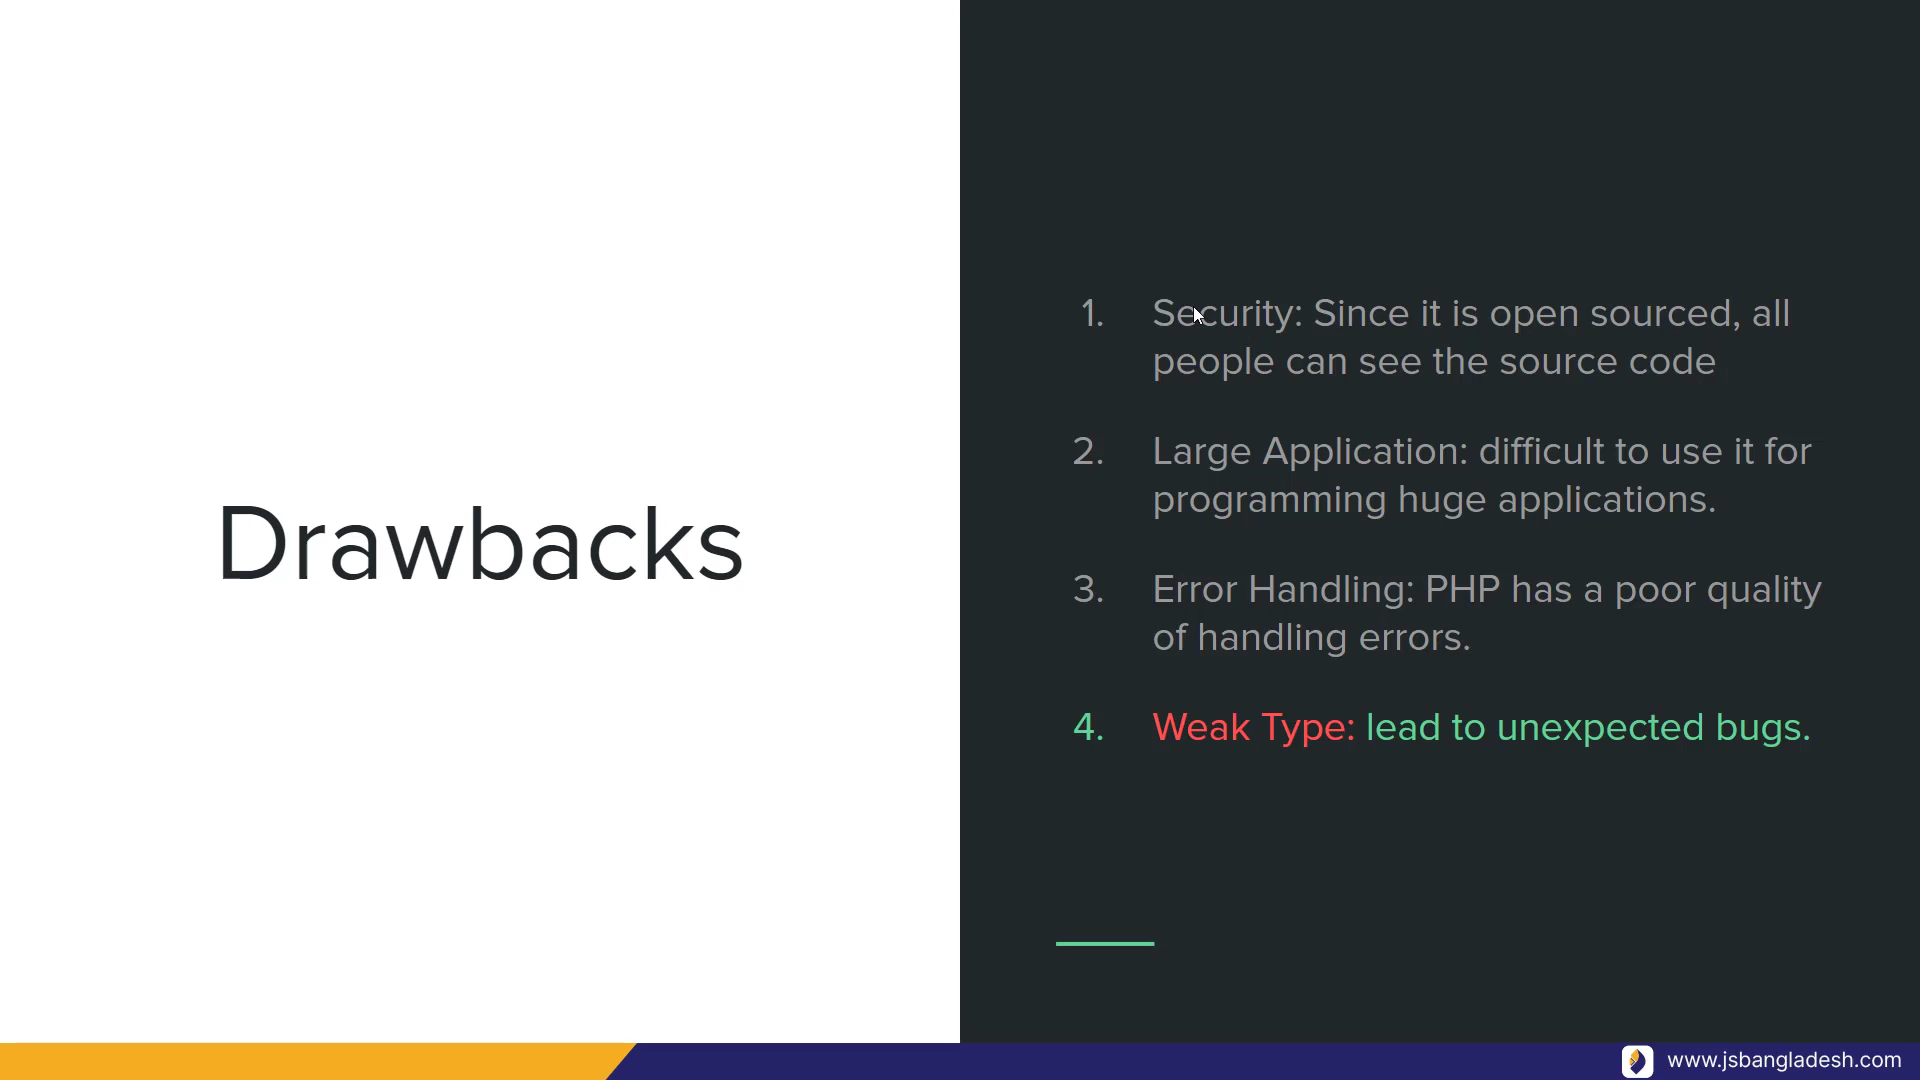 Drawbacks
1. Security: Since it is open sourced, all
people can see the source code
2. Large Application: difficult to use it for
programming huge applications.
3. Error Handling: PHP has a poor quality
of handling errors.
4. Weak Type: lead to unexpected bugs.
www.jsbangladesh.com